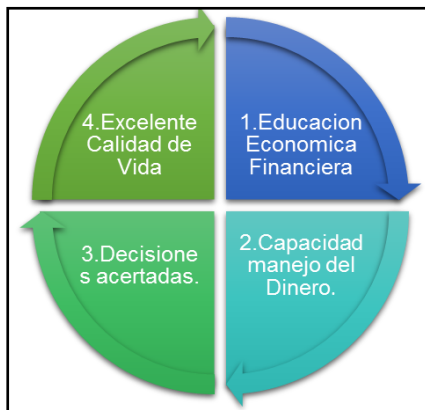 1.Educacion
Economica
Financiera
2.Capacidad
manejo del
Dinero.
3.Decisione
s acertadas.
4.Excelente
Calidad de
Vida